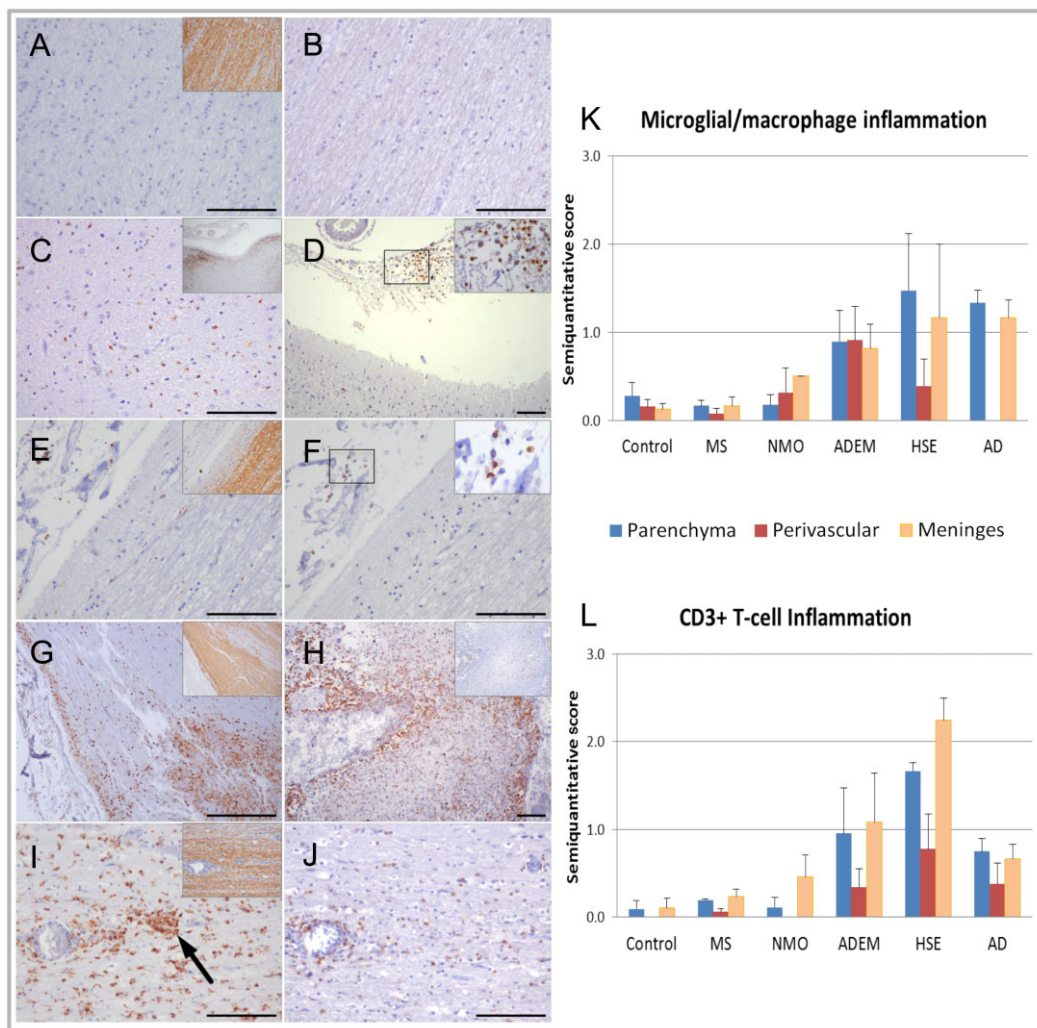 A
B
C
D
E
F
G
H
I
J
K Microglial/macrophage inflammation
Semiquantitative score
3.0
2.0
1.0
0.0
Control MS NMO ADEM HSE AD
Parenchyma Perivascular Meninges
L CD3+ T-cell Inflammation
Semiquantitative score
3.0
2.0
1.0
0.0
Control MS NMO ADEM HSE AD